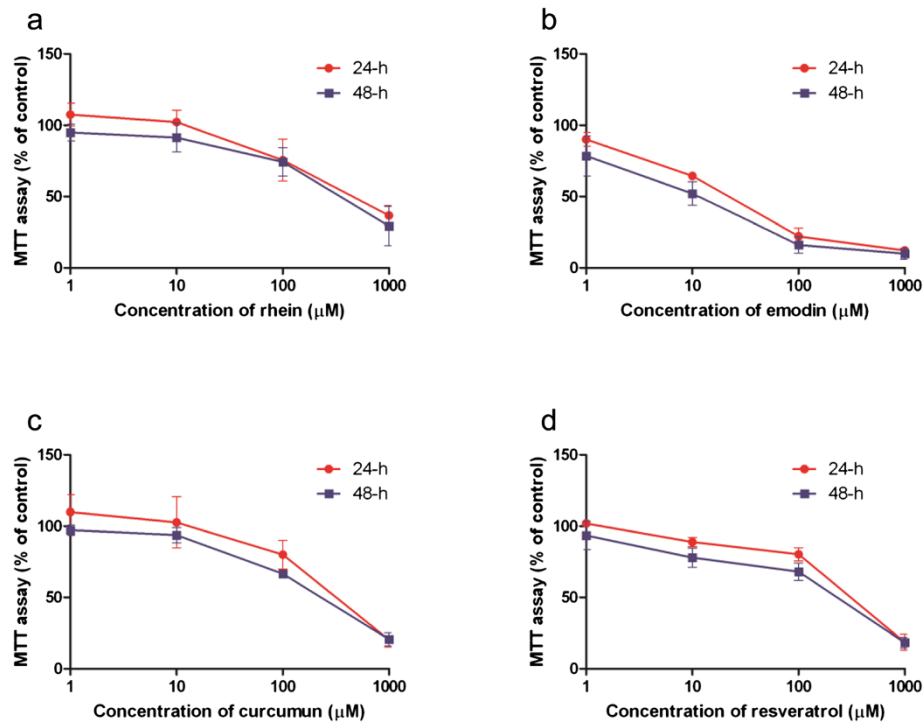 a
150
100
50
0
MTT assay (% of control)
24-h
48-h
1 10 100 1000
Concentration of rhein (μM)
b
150
100
50
0
MTT assay (% of control)
24-h
48-h
1 10 100 1000
Concentration of emodin (μM)
c
150
100
50
0
MTT assay (% of control)
24-h
48-h
1 10 100 1000
Concentration of curcumun (μM)
d
150
100
50
0
MTT assay (% of control)
24-h
48-h
1 10 100 1000
Concentration of resveratrol (μM)